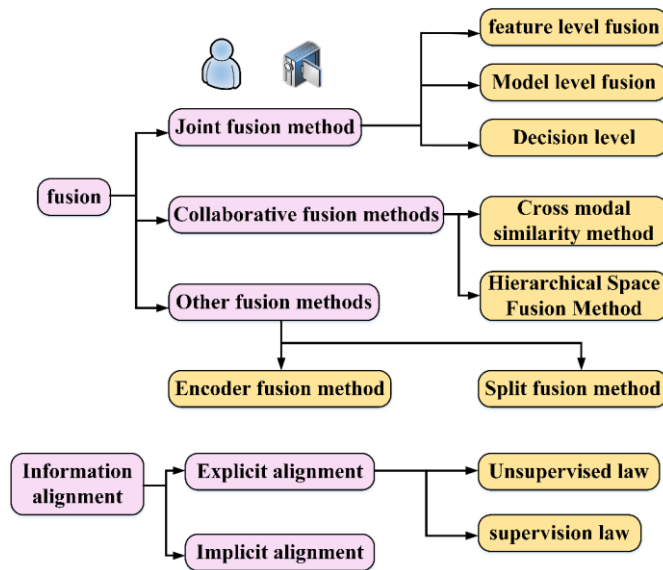 feature level fusion
Model level fusion
Joint fusion method
Decision level
fusion
Collaborative fusion methods
Cross modal
similarity method
Hierarchical Space
Fusion Method
Other fusion methods
Encoder fusion method
Split fusion method
Information
alignment
Explicit alignment
Unsupervised law
supervision law
Implicit alignment